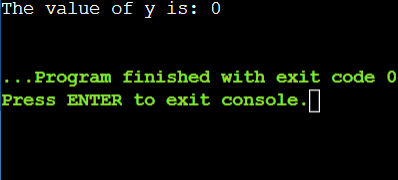 The value of y is: 0
...Program finished with exit code 0
Press ENTER to exit console.